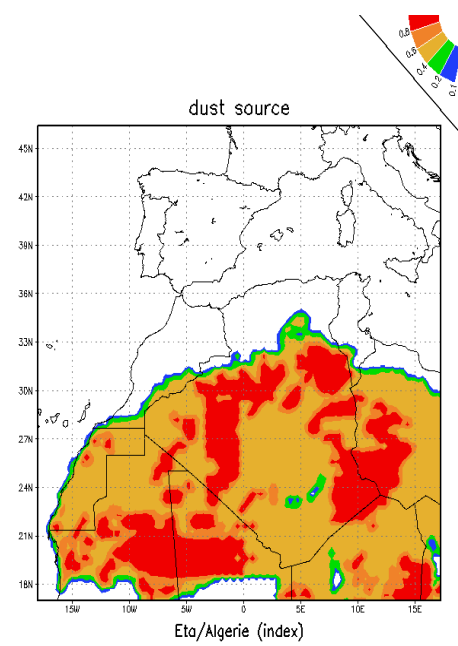 0.8
0.6
0.4
0.2
0.1
dust source
45N
42N
39N
36N
33N
30N
27N
24N
21N
18N
15W
10W
5W
0
5E
10E
15E
Eta/Algerie (index)